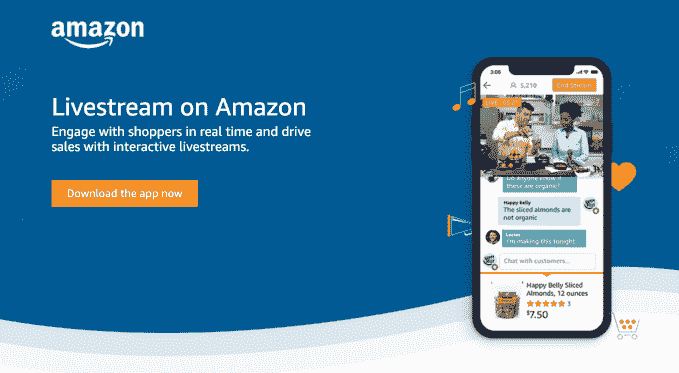 amazon
Livestream on Amazon
Engage with shoppers in real time and drive
sales with interactive livestreams.
Download the app now
3:06
5,210
End Stream
Do anyone know if
these are organic?
Happy Belly
The sliced almonds are
not organic
I'm making this tonight
Chat with customers...
Happy Belly Sliced
Almonds, 12 ounces
3
$7.50